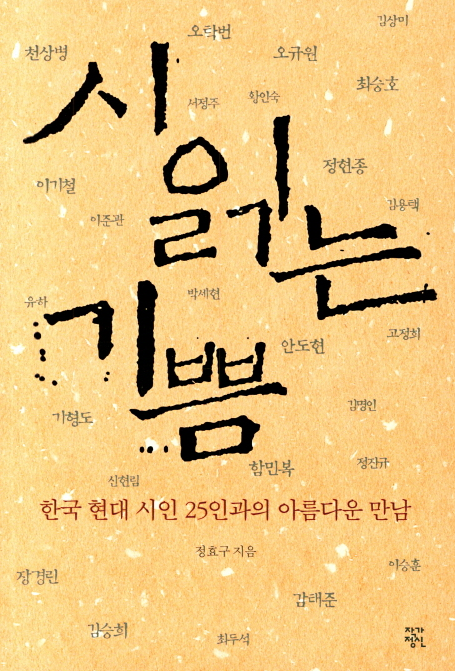 김상미
오탁번
천상병
오규원
최승호
서정주
황인숙
시 읽는
기쁨
정현종
이기철
김용택
이준관
유하
박세현
고정희
안도현
김명인
기형도
함민복
정진규
신현림
한국 현대 시인 25인과의 아름다운 만남
정효구 지음
이승훈
장경린
감태준
김승희
최두석
작가
정신